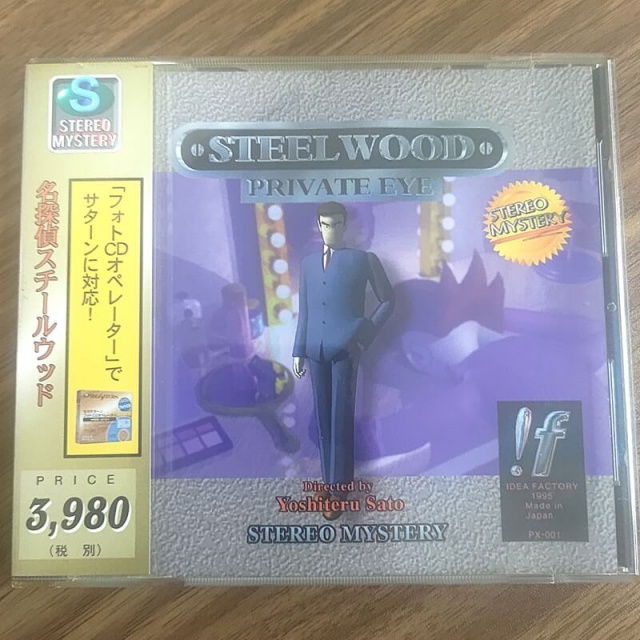 S
STEREO
MYSTERY
「フォトCDオペレーター」で
サターンに対応！
名探偵スチールウッド
PRICE
3,980
（税 別）
STEELWOOD
PRIVATE EYE
STEREO
MYSTERY
Directed by
Yoshiteru Sato
STEREO MYSTERY
!f
IDEA FACTORY
1995
Made in
Japan
PX-001